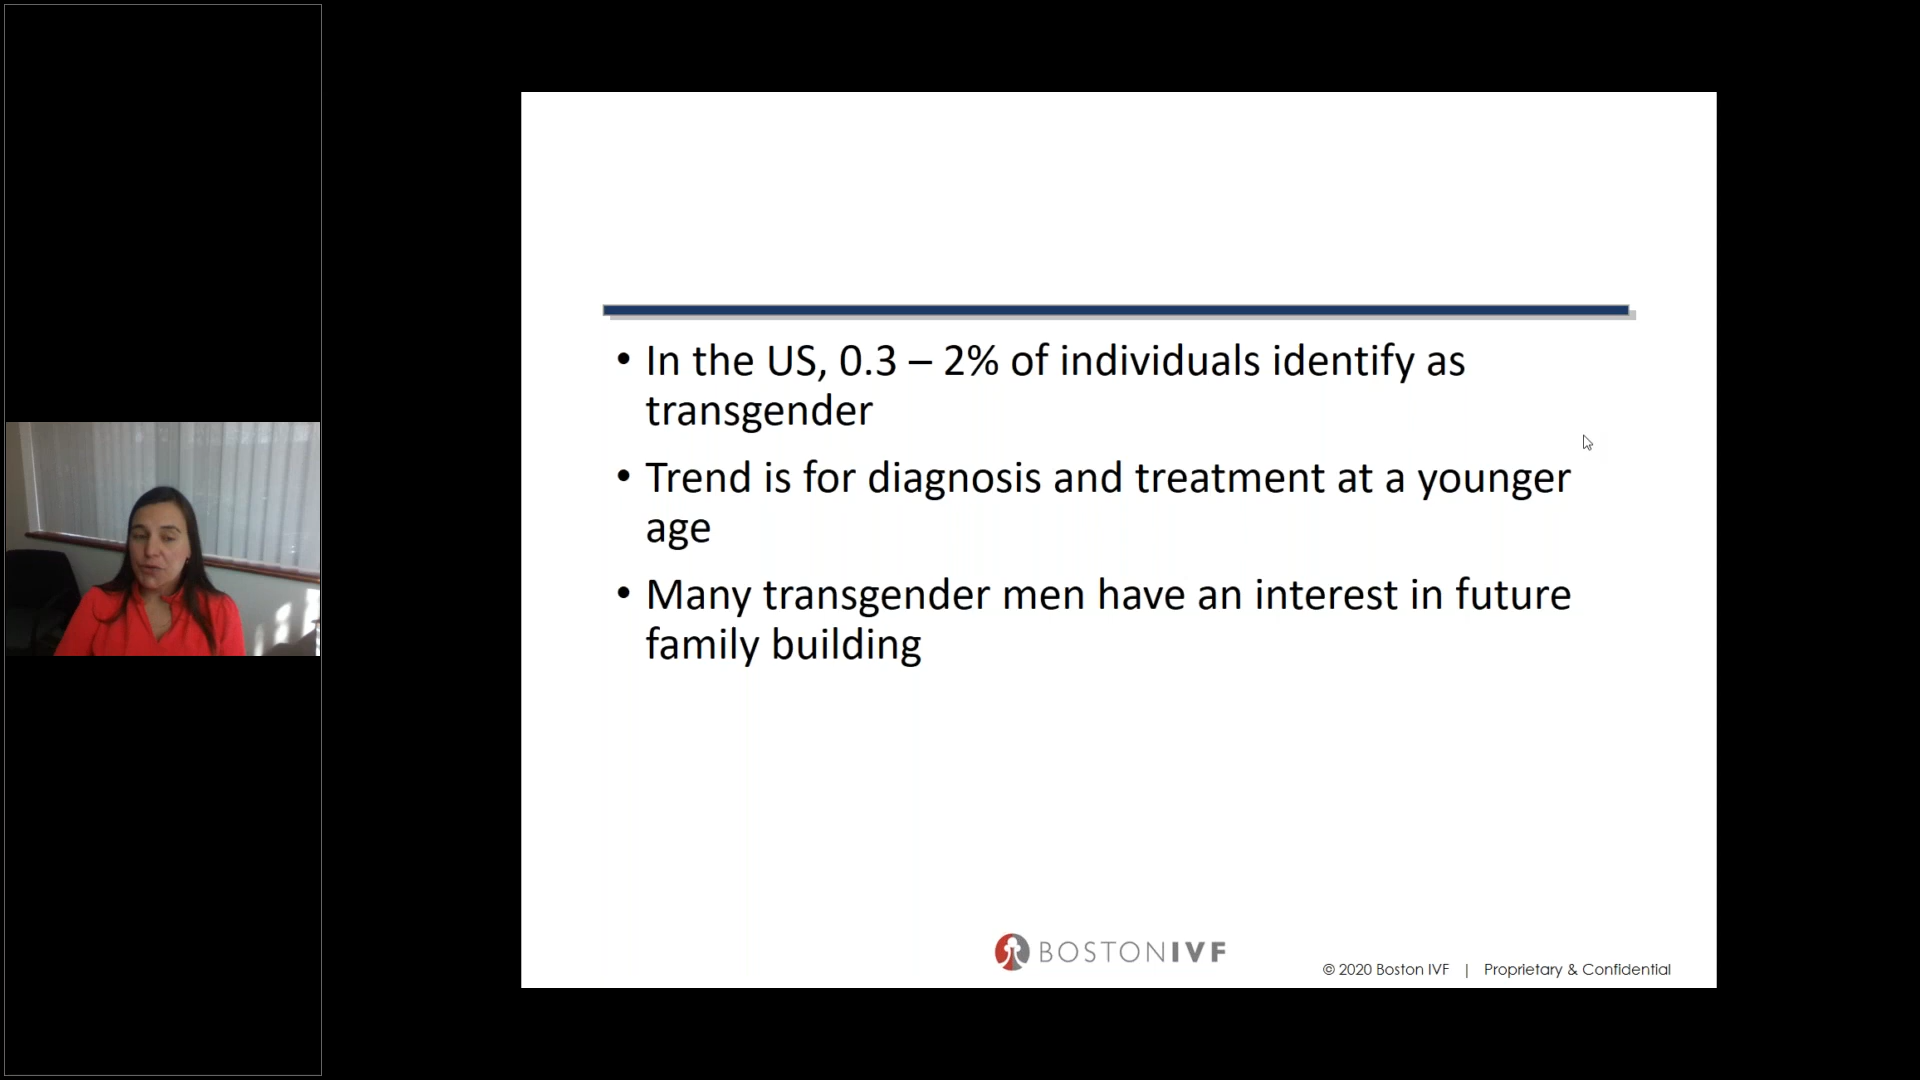 • In the US, 0.3 – 2% of individuals identify as
transgender
• Trend is for diagnosis and treatment at a younger
age
• Many transgender men have an interest in future
family building
BOSTONIVF
© 2020 Boston IVF | Proprietary & Confidential